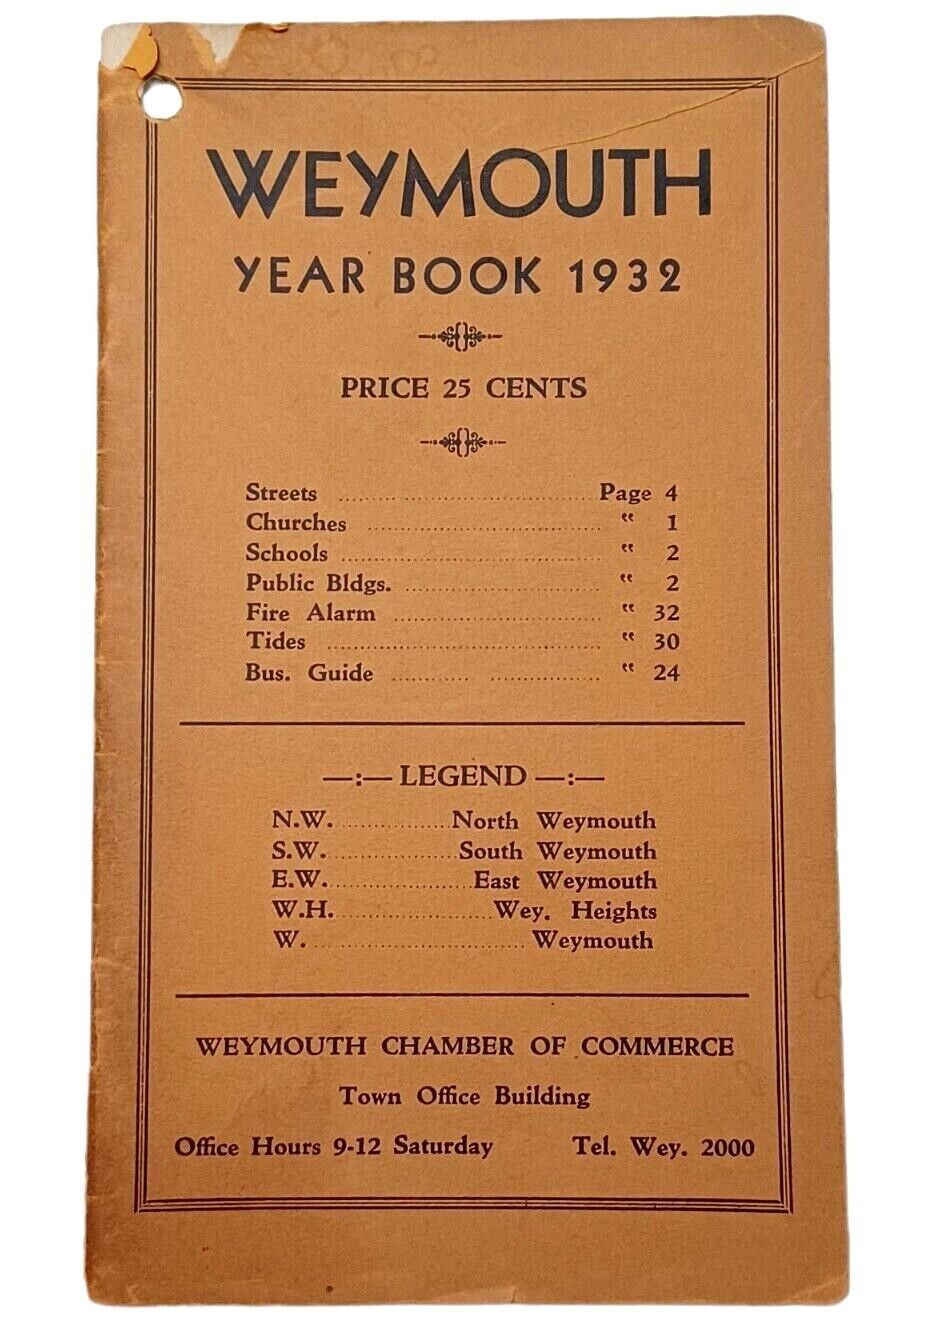 WEYMOUTH
YEAR BOOK 1932
PRICE 25 CENTS
Streets ........................................ Page 4
Churches ........................................ “ 1
Schools ........................................ “ 2
Public Bldgs. ................................ “ 2
Fire Alarm .................................. “ 32
Tides ........................................ “ 30
Bus. Guide ............ .................. “ 24
—:— LEGEND —:—
N.W. .................. North Weymouth
S.W. .................... South Weymouth
E.W. ...................... East Weymouth
W.H. ........................ Wey. Heights
W. ................................ Weymouth
WEYMOUTH CHAMBER OF COMMERCE
Town Office Building
Office Hours 9-12 Saturday Tel. Wey. 2000